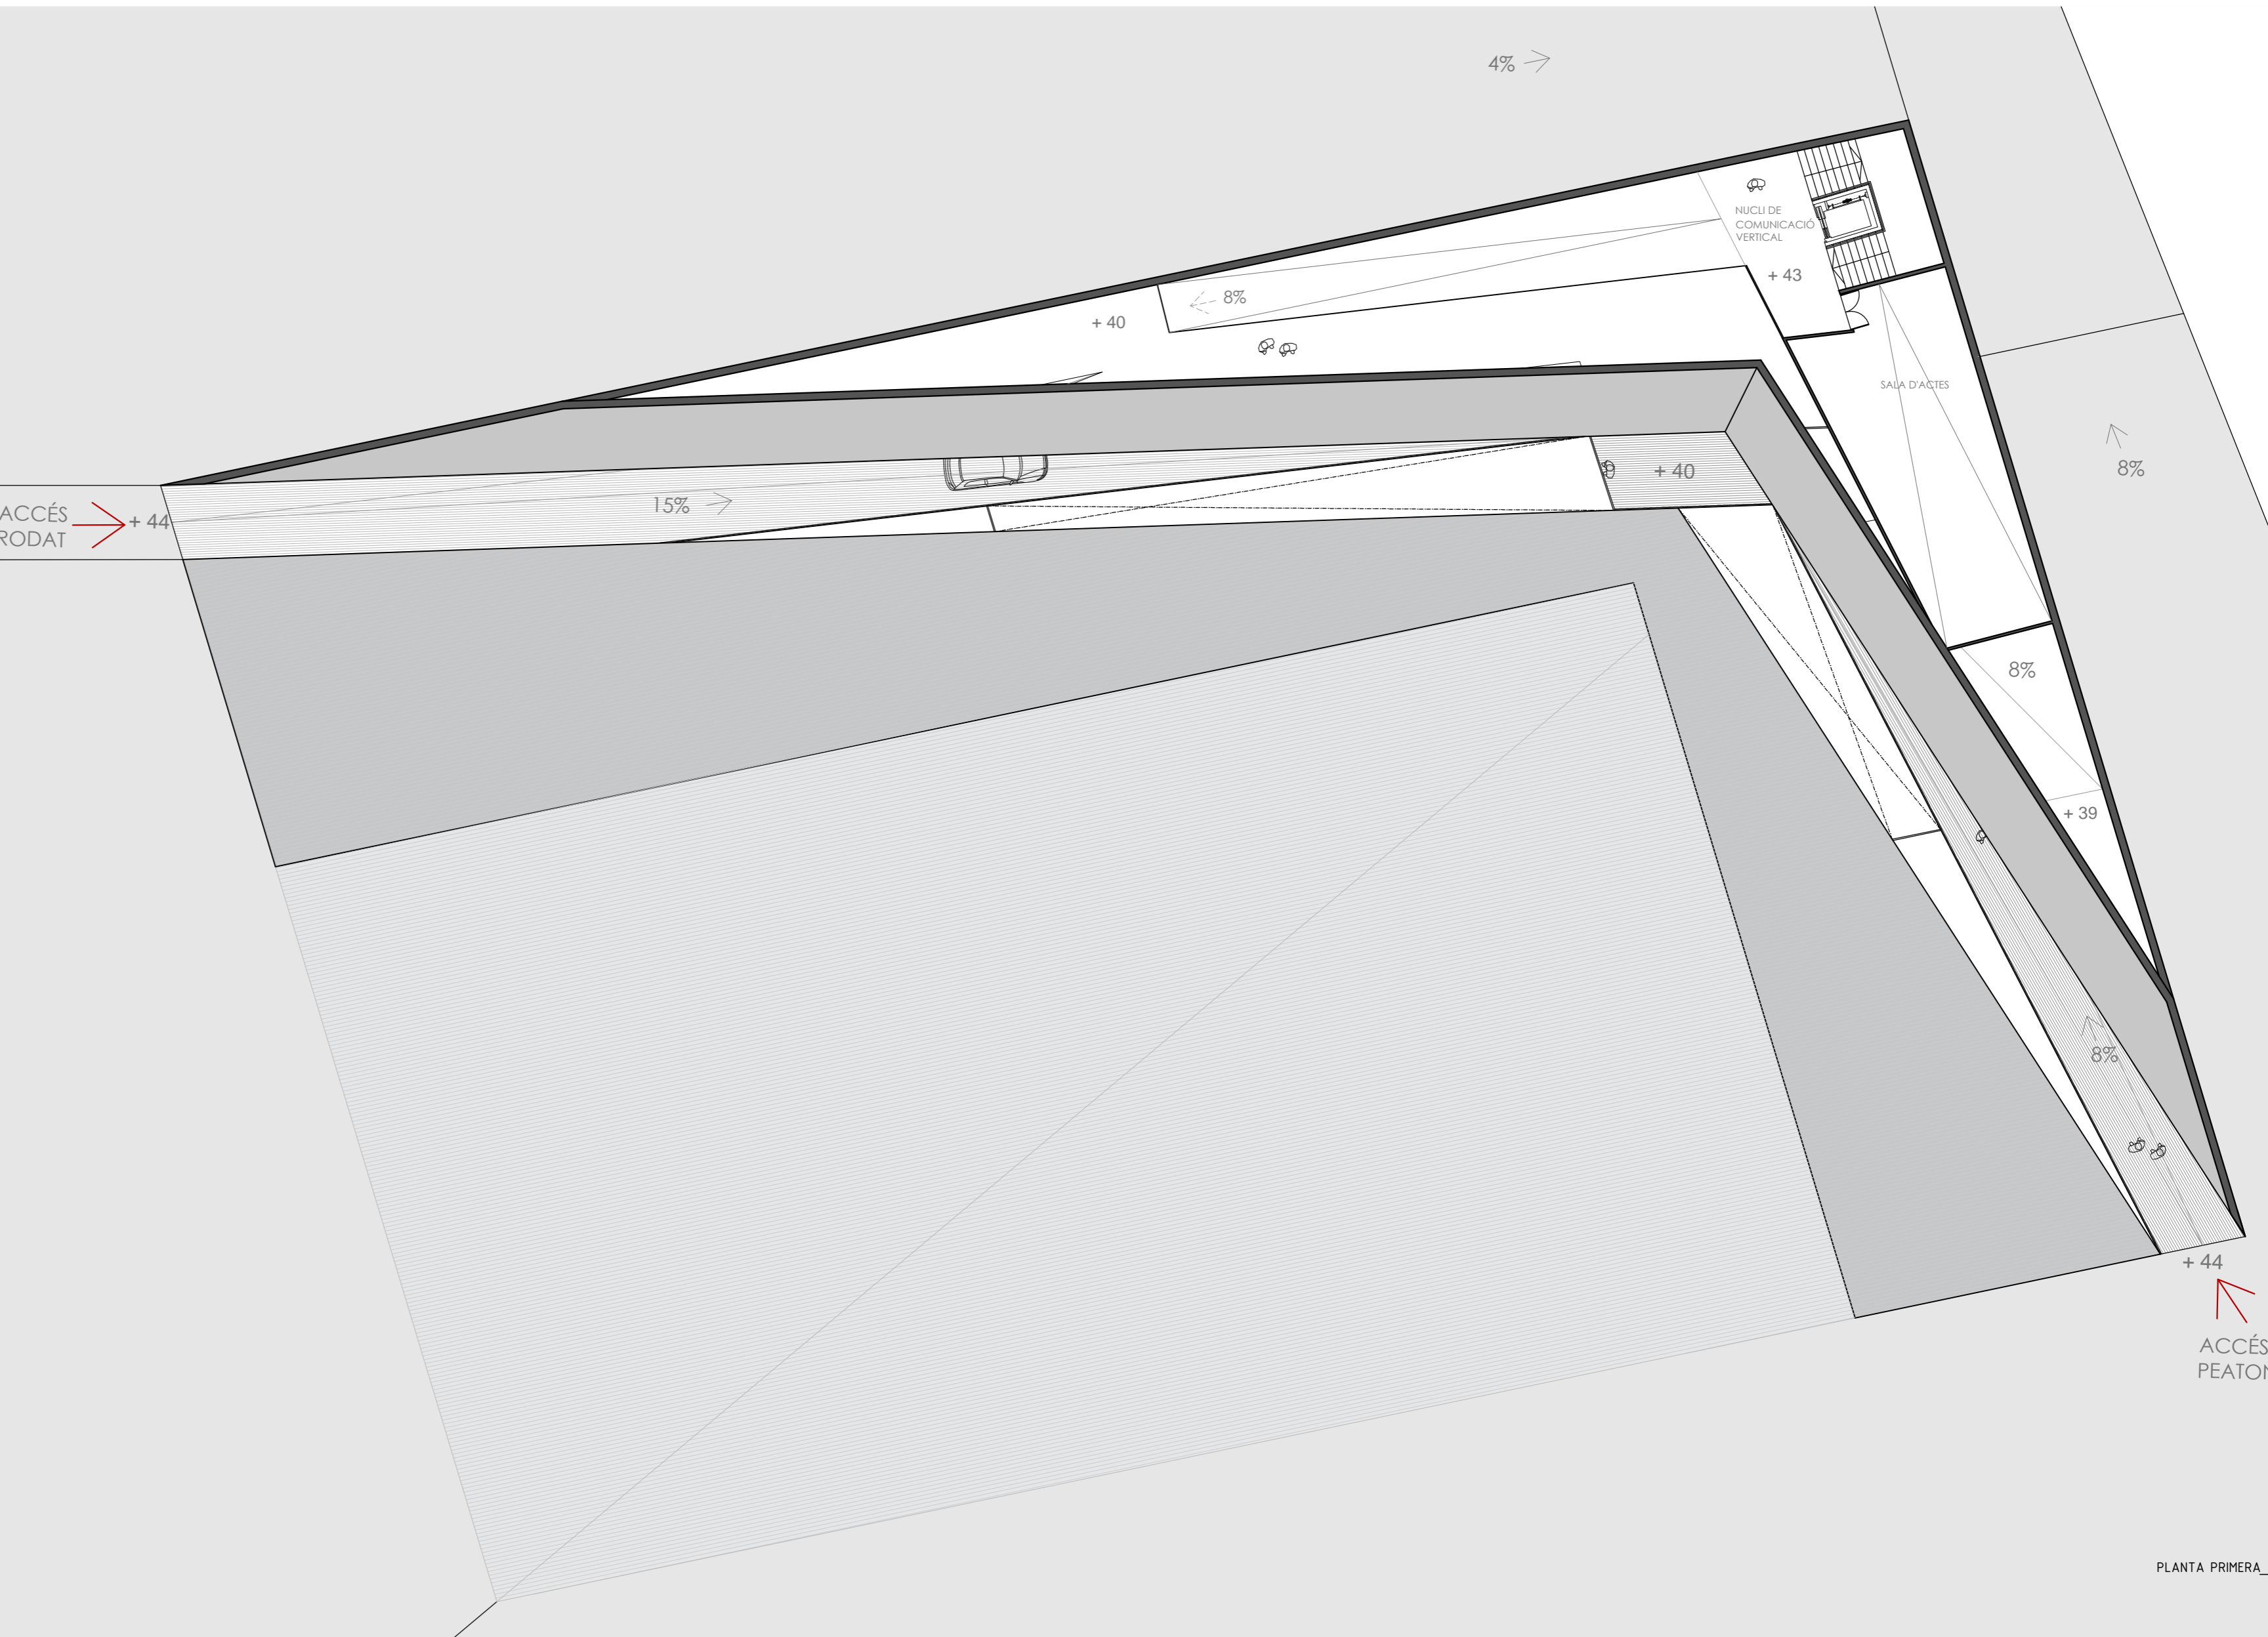 4%
NUCLI DE
COMUNICACIÓ
VERTICAL
+ 43
8%
+ 40
SALA D'ACTES
8%
+ 40
15%
ACCÉS
RODAT
+ 44
8%
+ 39
8%
+ 44
ACCÉS
PEATON
PLANTA PRIMERA_